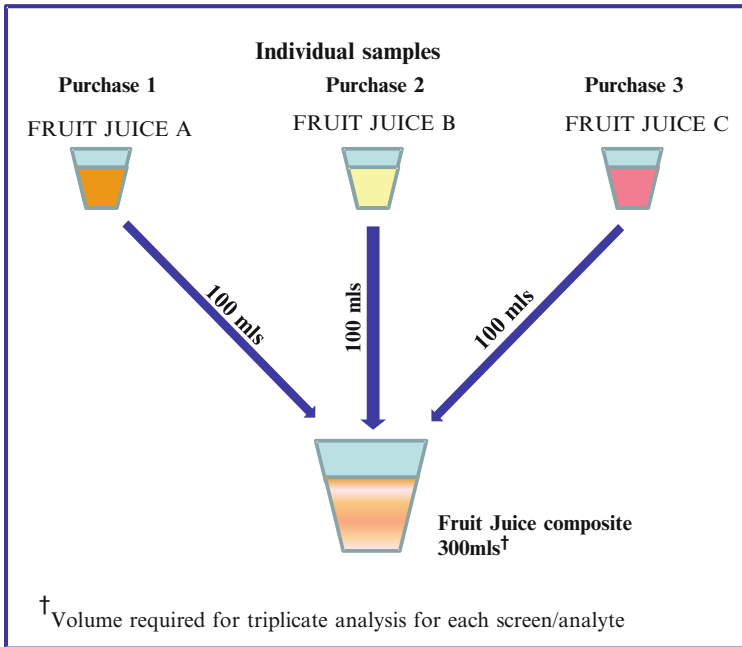 Individual samples
Purchase 1
Purchase 2
Purchase 3
FRUIT JUICE A
FRUIT JUICE B
FRUIT JUICE C
100 mls
100 mls
100 mls
Fruit Juice composite
300mls†
†Volume required for triplicate analysis for each screen/analyte